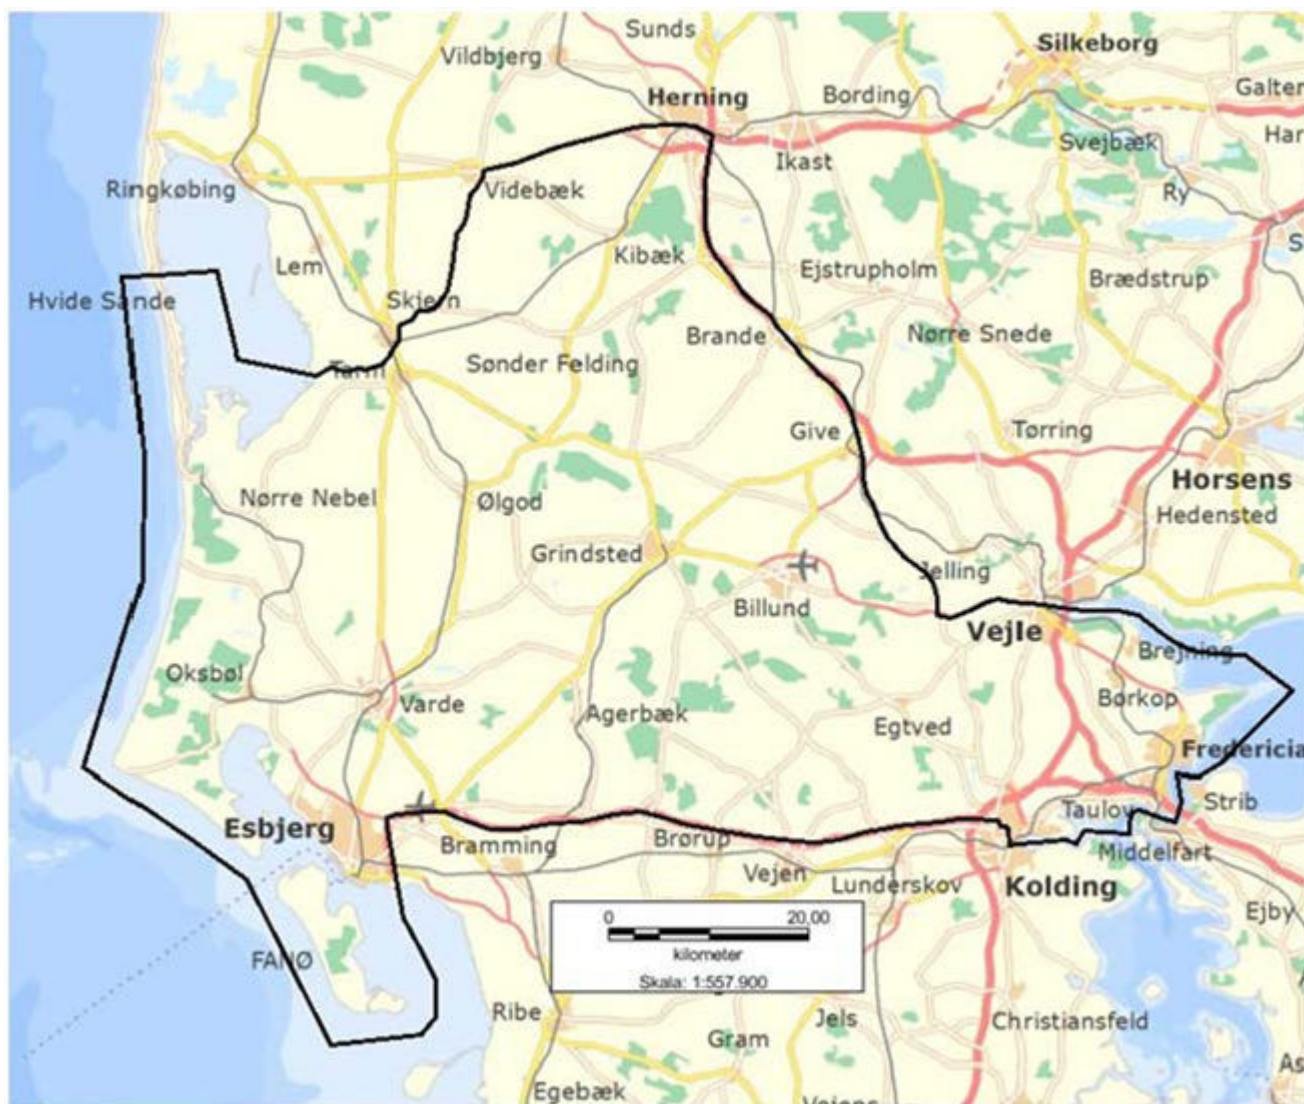 Sunds
Vildbjerg
Silkeborg
Galten
Herning
Bording
Har
Svejbæk
Ikast
Ringkøbing
Videbæk
Ry
S
Kibæk
Lem
Ejstrupholm
Brædstrup
Hvide Sande
Skjern
Brande
Nørre Snede
Tarm
Sønder Felding
Give
Tørring
Horsens
Nørre Nebel
Ølgod
Hedensted
Grindsted
Jelling
Billund
Vejle
Brejning
Oksbøl
Varde
Børkop
Agerbæk
Egtved
Fredericia
Esbjerg
Taulov
Strib
Bramming
Brørup
Middelfart
Vejen
Lunderskov
Kolding
0 20,00
kilometer
Skala: 1:557.900
Ejby
FANØ
Ribe
Jels
Christiansfeld
Gram
As
Egebæk
Vojens